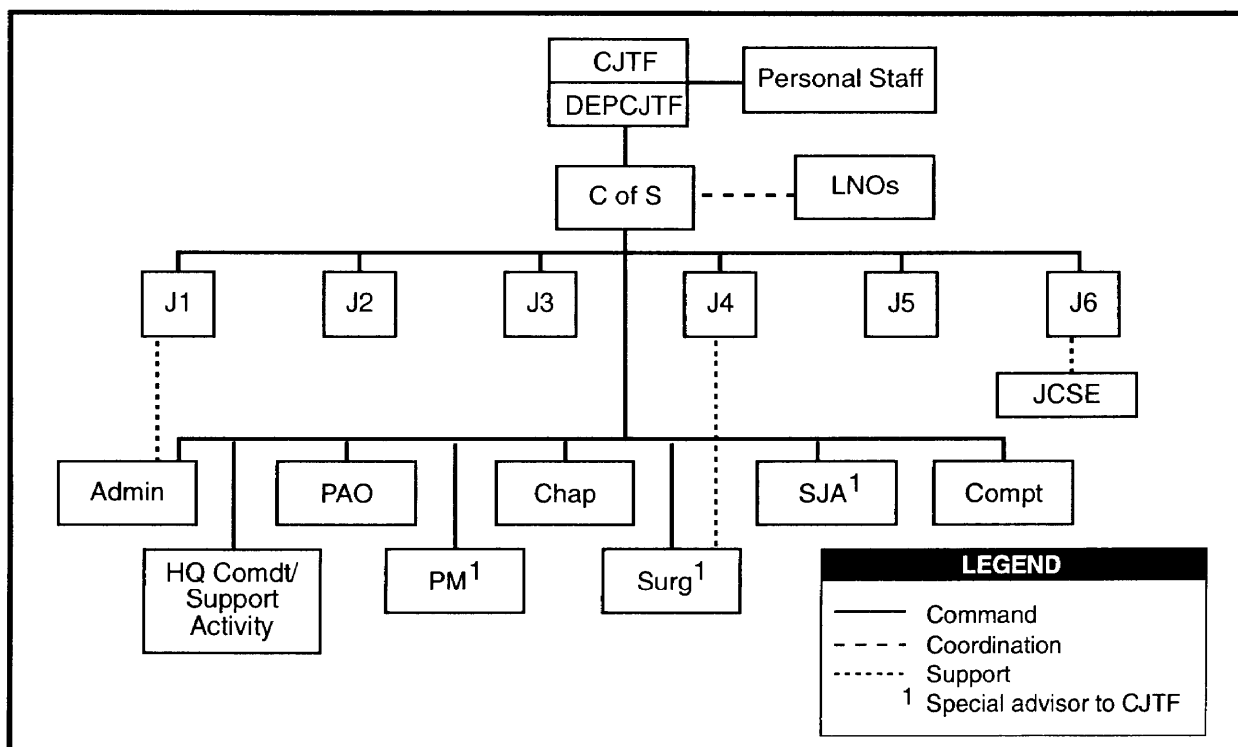 CJTF
DEPCJTF
Personal Staff
C of S
LNOs
J1
J2
J3
J4
J5
J6
JCSE
Admin
PAO
Chap
SJA¹
Compt
HQ Comdt/
Support
Activity
PM¹
Surg¹
LEGEND
Command
Coordination
Support
¹ Special advisor to CJTF